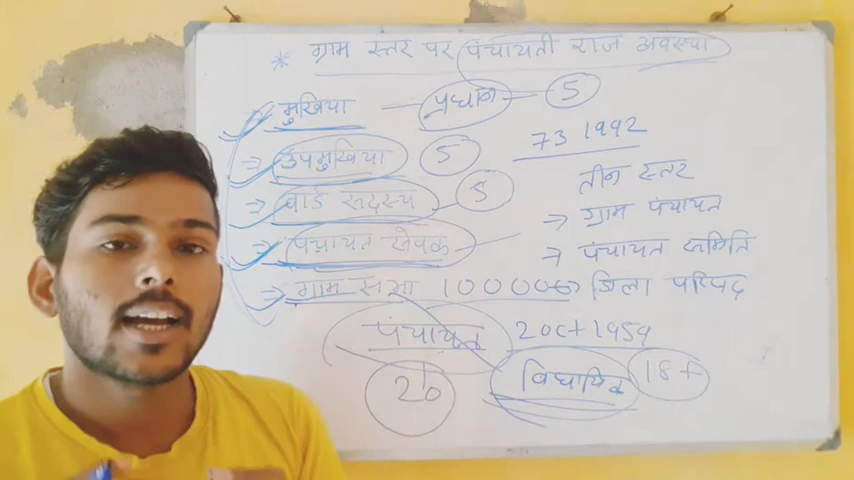 * ग्राम स्तर पर पंचायती राज अवस्था
मुखिया — प्रधान — 5
73 1992
→ उपमुखिया 5
तीन स्तर
→ वार्ड सदस्य — 5
→ ग्राम पंचायत
→ पंचायत सेवक
→ पंचायत समिति
→ ग्राम सभा 100000
→ जिला परिषद
पंचायत 2oct 1959
20
विधायिक 18+